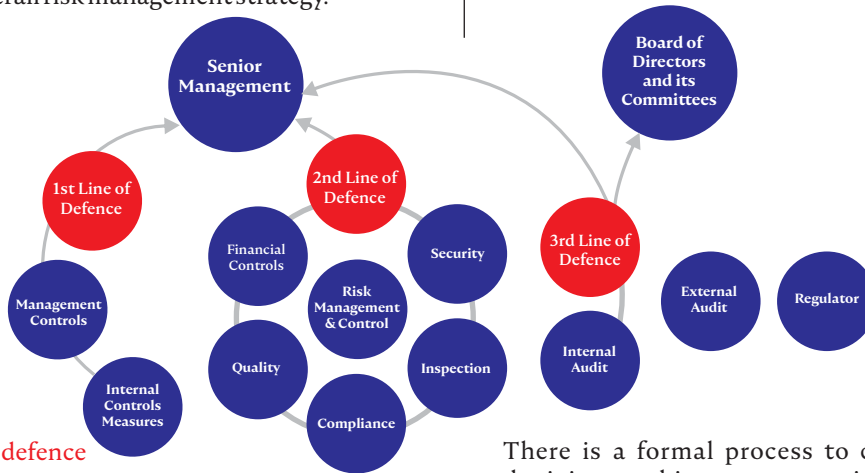 Senior
Management
Board of
Directors
and its
Committees
1st Line of
Defence
2nd Line of
Defence
3rd Line of
Defence
Financial
Controls
Security
Management
Controls
Risk
Management
& Control
External
Audit
Regulator
Quality
Inspection
Internal
Audit
Internal
Controls
Measures
Compliance
defence
There is a formal process to